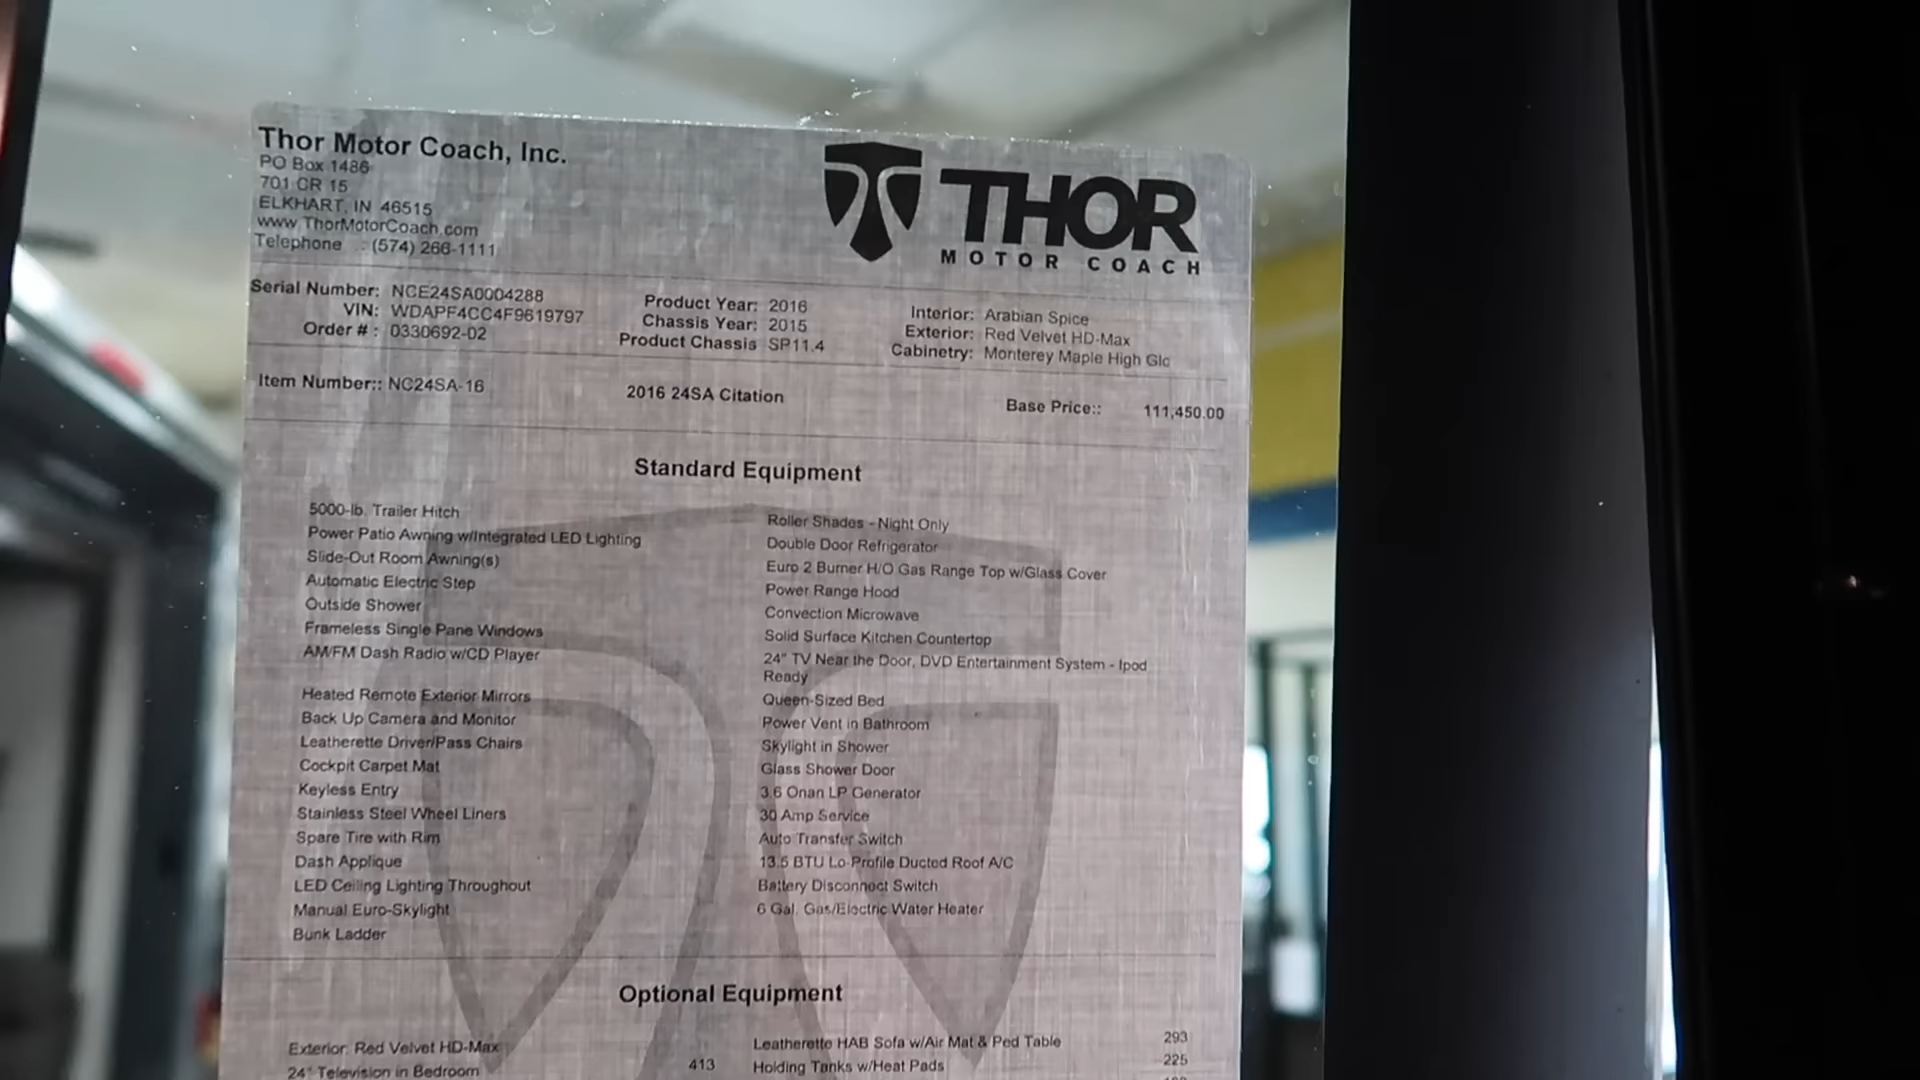 Thor Motor Coach, Inc.
PO Box 1486
701 CR 15
ELKHART, IN 46515
www ThorMotorCoach.com
Telephone .: (574) 266-1111
THOR
MOTOR COACH
Serial Number: NCE24SA0004288
VIN: WDAPF4CC4F9619797
Order # : 0330692-02
Product Year: 2016
Chassis Year: 2015
Product Chassis SP11.4
Interior: Arabian Spice
Exterior: Red Velvet HD-Max
Cabinetry: Monterey Maple High Glo
Item Number:: NC24SA-16
2016 24SA Citation
Base Price:: 111,450.00
Standard Equipment
5000-lb. Trailer Hitch
Power Patio Awning w/Integrated LED Lighting
Slide-Out Room Awning(s)
Automatic Electric Step
Outside Shower
Frameless Single Pane Windows
AM/FM Dash Radio w/CD Player
Heated Remote Exterior Mirrors
Back Up Camera and Monitor
Leatherette Driver/Pass Chairs
Cockpit Carpet Mat
Keyless Entry
Stainless Steel Wheel Liners
Spare Tire with Rim
Dash Applique
LED Ceiling Lighting Throughout
Manual Euro-Skylight
Bunk Ladder
Roller Shades - Night Only
Double Door Refrigerator
Euro 2 Burner H/O Gas Range Top w/Glass Cover
Power Range Hood
Convection Microwave
Solid Surface Kitchen Countertop
24" TV Near the Door, DVD Entertainment System - Ipod
Ready
Queen-Sized Bed
Power Vent in Bathroom
Skylight in Shower
Glass Shower Door
3.6 Onan LP Generator
30 Amp Service
Auto Transfer Switch
13.5 BTU Lo-Profile Ducted Roof A/C
Battery Disconnect Switch
6 Gal. Gas/Electric Water Heater
Optional Equipment
Exterior: Red Velvet HD-Max
24" Television in Bedroom 413
Leatherette HAB Sofa w/Air Mat & Ped Table 293
Holding Tanks w/Heat Pads 225